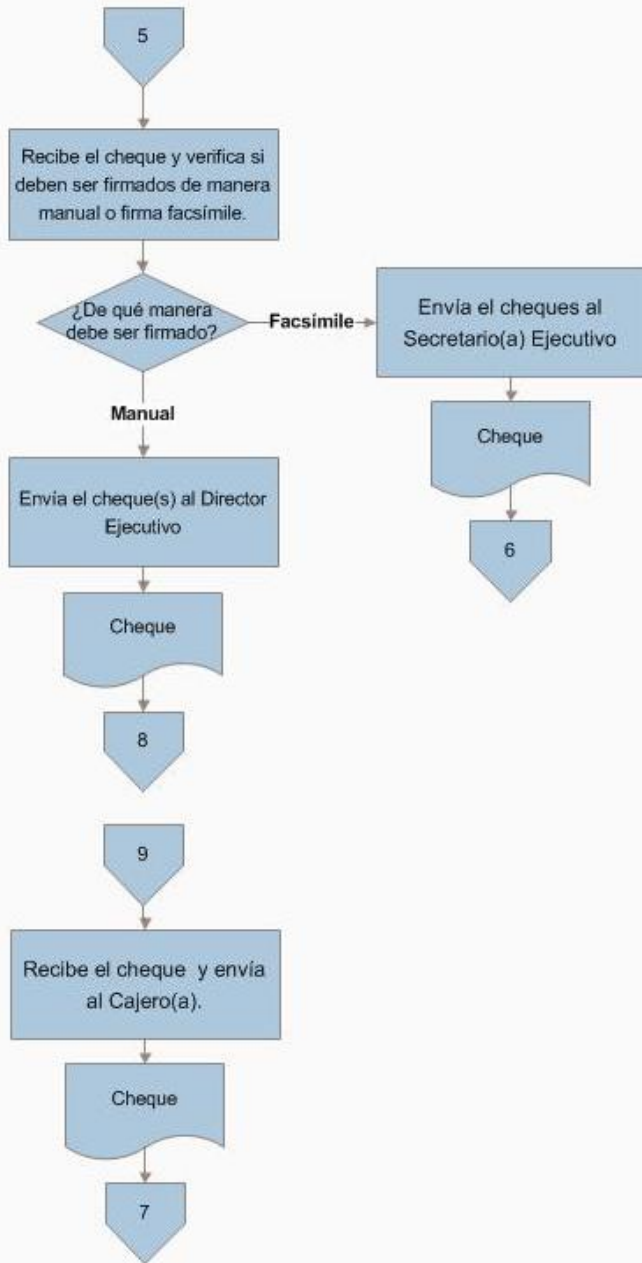 5
Recibe el cheque y verifica si
deben ser firmados de manera
manual o firma facsímile.
¿De qué manera
debe ser firmado?
Facsímile
Envía el cheques al
Secretario(a) Ejecutivo
Cheque
6
Manual
Envía el cheque(s) al Director
Ejecutivo
Cheque
8
9
Recibe el cheque y envía
al Cajero(a).
Cheque
7